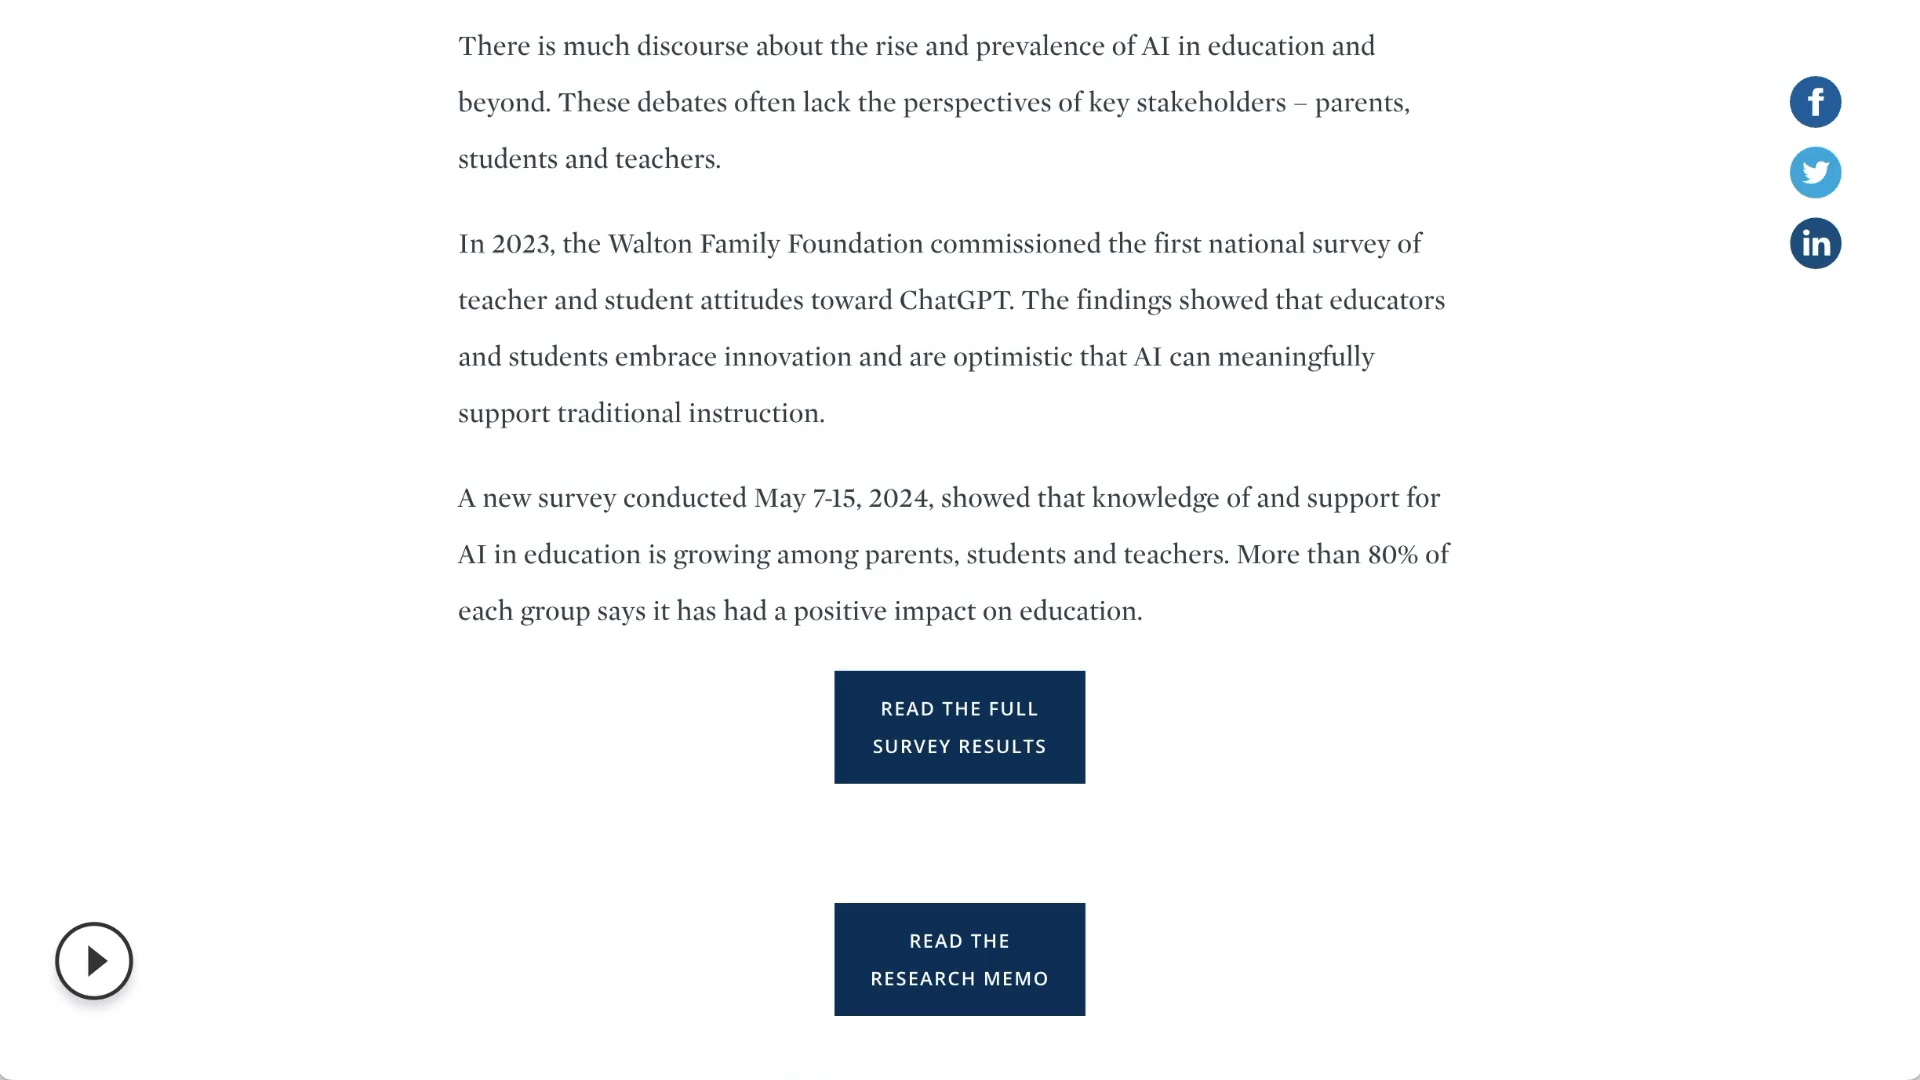 There is much discourse about the rise and prevalence of AI in education and
beyond. These debates often lack the perspectives of key stakeholders – parents,
students and teachers.
In 2023, the Walton Family Foundation commissioned the first national survey of
teacher and student attitudes toward ChatGPT. The findings showed that educators
and students embrace innovation and are optimistic that AI can meaningfully
support traditional instruction.
A new survey conducted May 7-15, 2024, showed that knowledge of and support for
AI in education is growing among parents, students and teachers. More than 80% of
each group says it has had a positive impact on education.
READ THE FULL
SURVEY RESULTS
READ THE
RESEARCH MEMO
f
in